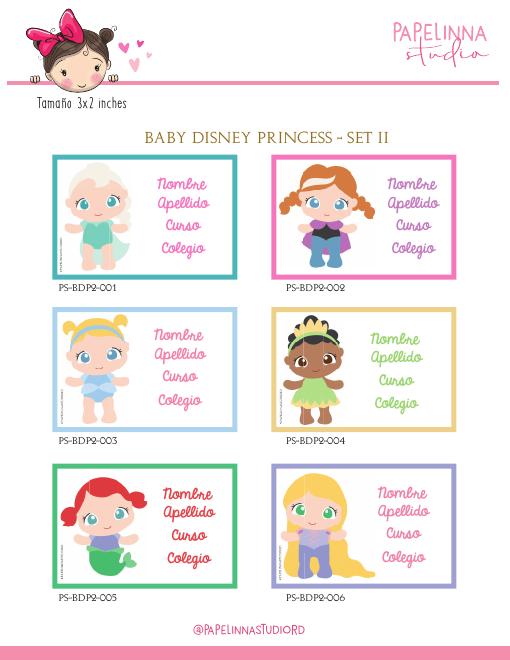 PAPELINNA
studio
Tamaño 3x2 inches
BABY DISNEY PRINCESS - SET II
Nombre
Apellido
Curso
Colegio
PS-BDP2-001
Nombre
Apellido
Curso
Colegio
PS-BDP2-002
Nombre
Apellido
Curso
Colegio
PS-BDP2-003
Nombre
Apellido
Curso
Colegio
PS-BDP2-004
Nombre
Apellido
Curso
Colegio
PS-BDP2-005
Nombre
Apellido
Curso
Colegio
PS-BDP2-006
@PAPELINNASTUDIORD